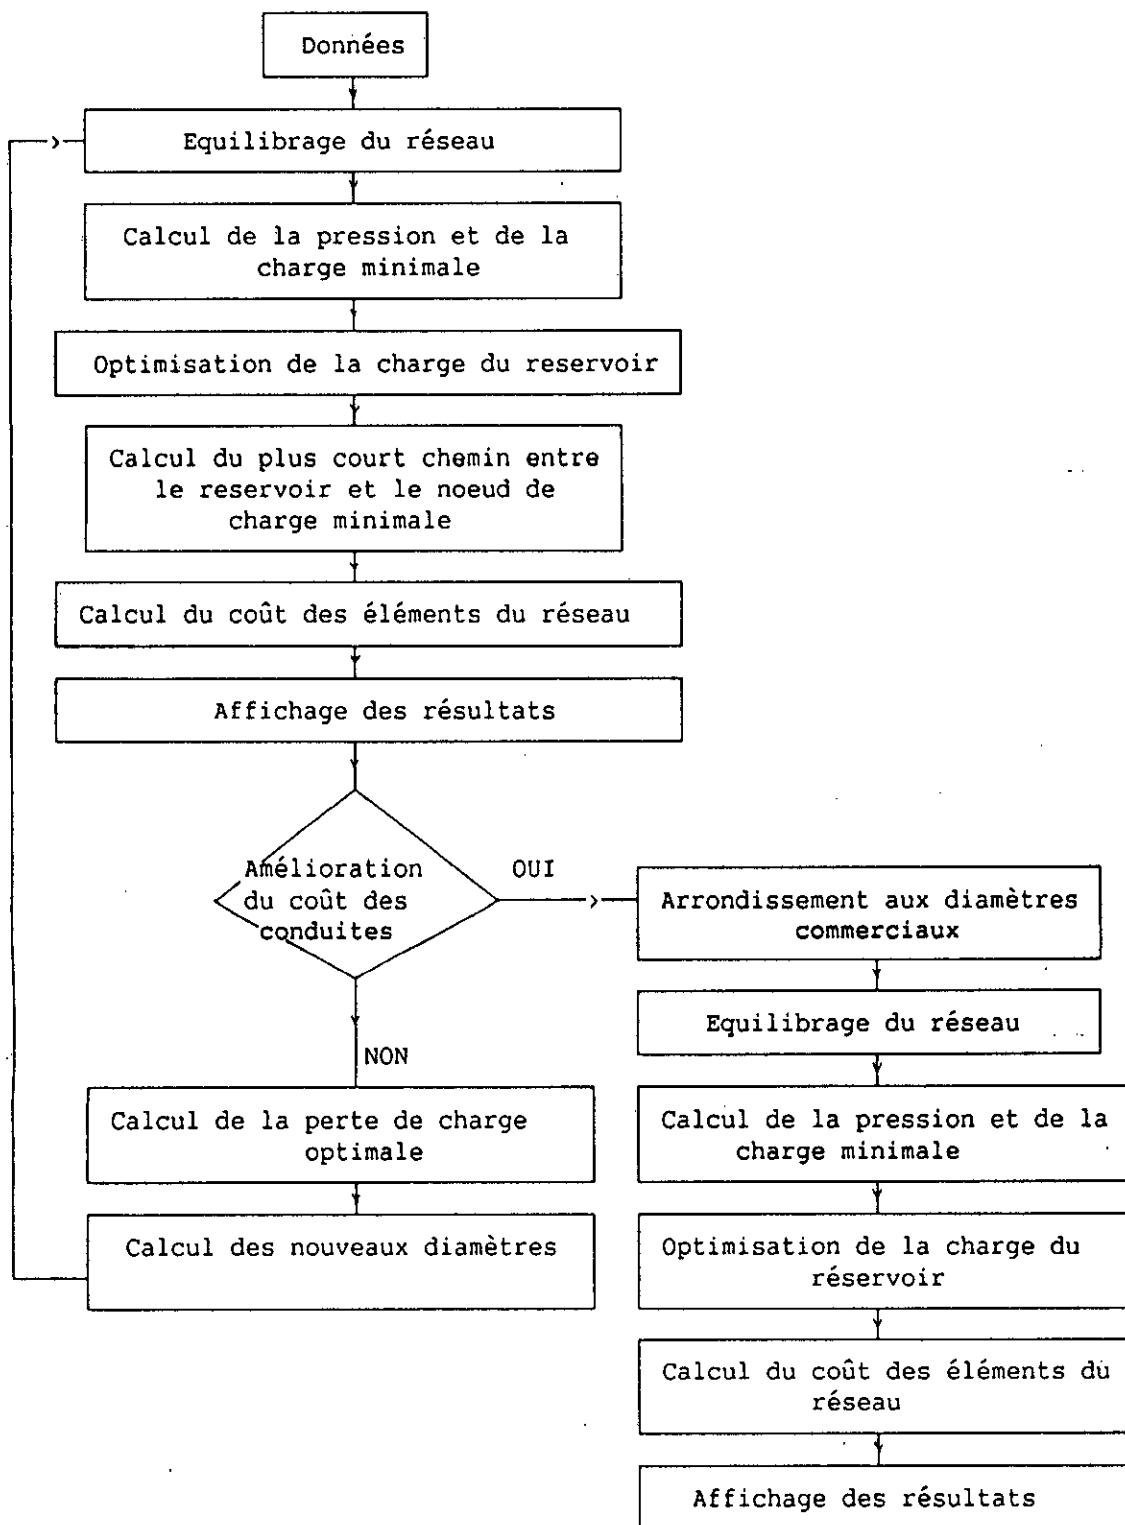 Données
Equilibrage du réseau
Calcul de la pression et de la
charge minimale
Optimisation de la charge du reservoir
Calcul du plus court chemin entre
le reservoir et le noeud de
charge minimale
Calcul du coût des éléments du réseau
Affichage des résultats
Amélioration
du coût des
conduites
OUI
NON
Calcul de la perte de charge
optimale
Calcul des nouveaux diamètres
Arrondissement aux diamètres
commerciaux
Equilibrage du réseau
Calcul de la pression et de la
charge minimale
Optimisation de la charge du
réservoir
Calcul du coût des éléments du
réseau
Affichage des résultats